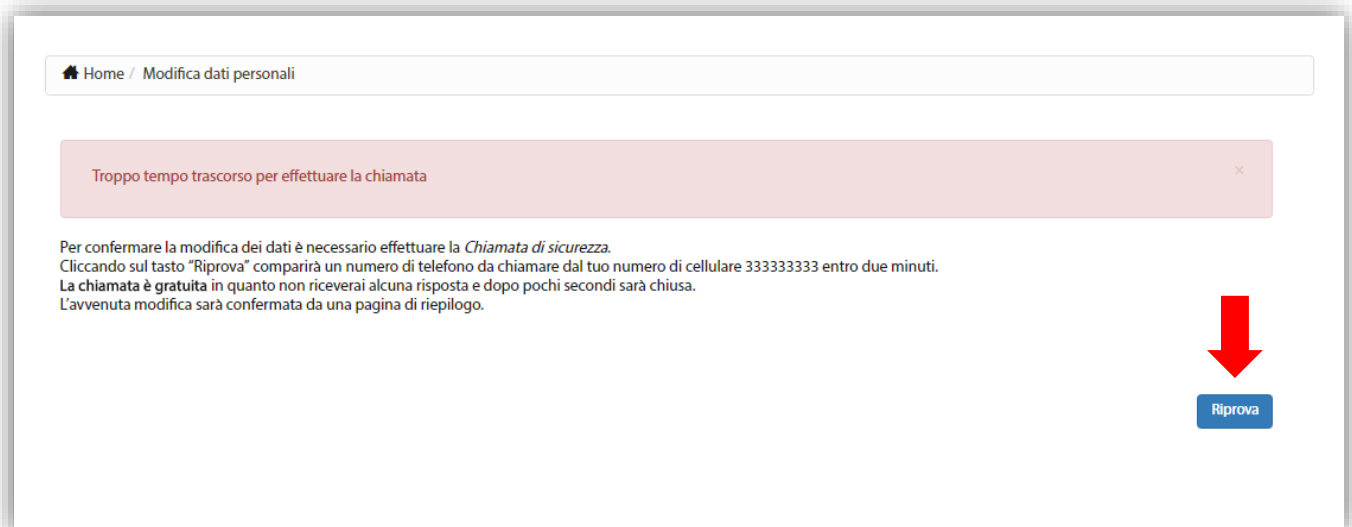 Home / Modifica dati personali
Troppo tempo trascorso per effettuare la chiamata
×
Per confermare la modifica dei dati è necessario effettuare la Chiamata di sicurezza.
Cliccando sul tasto “Riprova” comparirà un numero di telefono da chiamare dal tuo numero di cellulare 333333333 entro due minuti.
La chiamata è gratuita in quanto non riceverai alcuna risposta e dopo pochi secondi sarà chiusa.
L’avvenuta modifica sarà confermata da una pagina di riepilogo.
Riprova